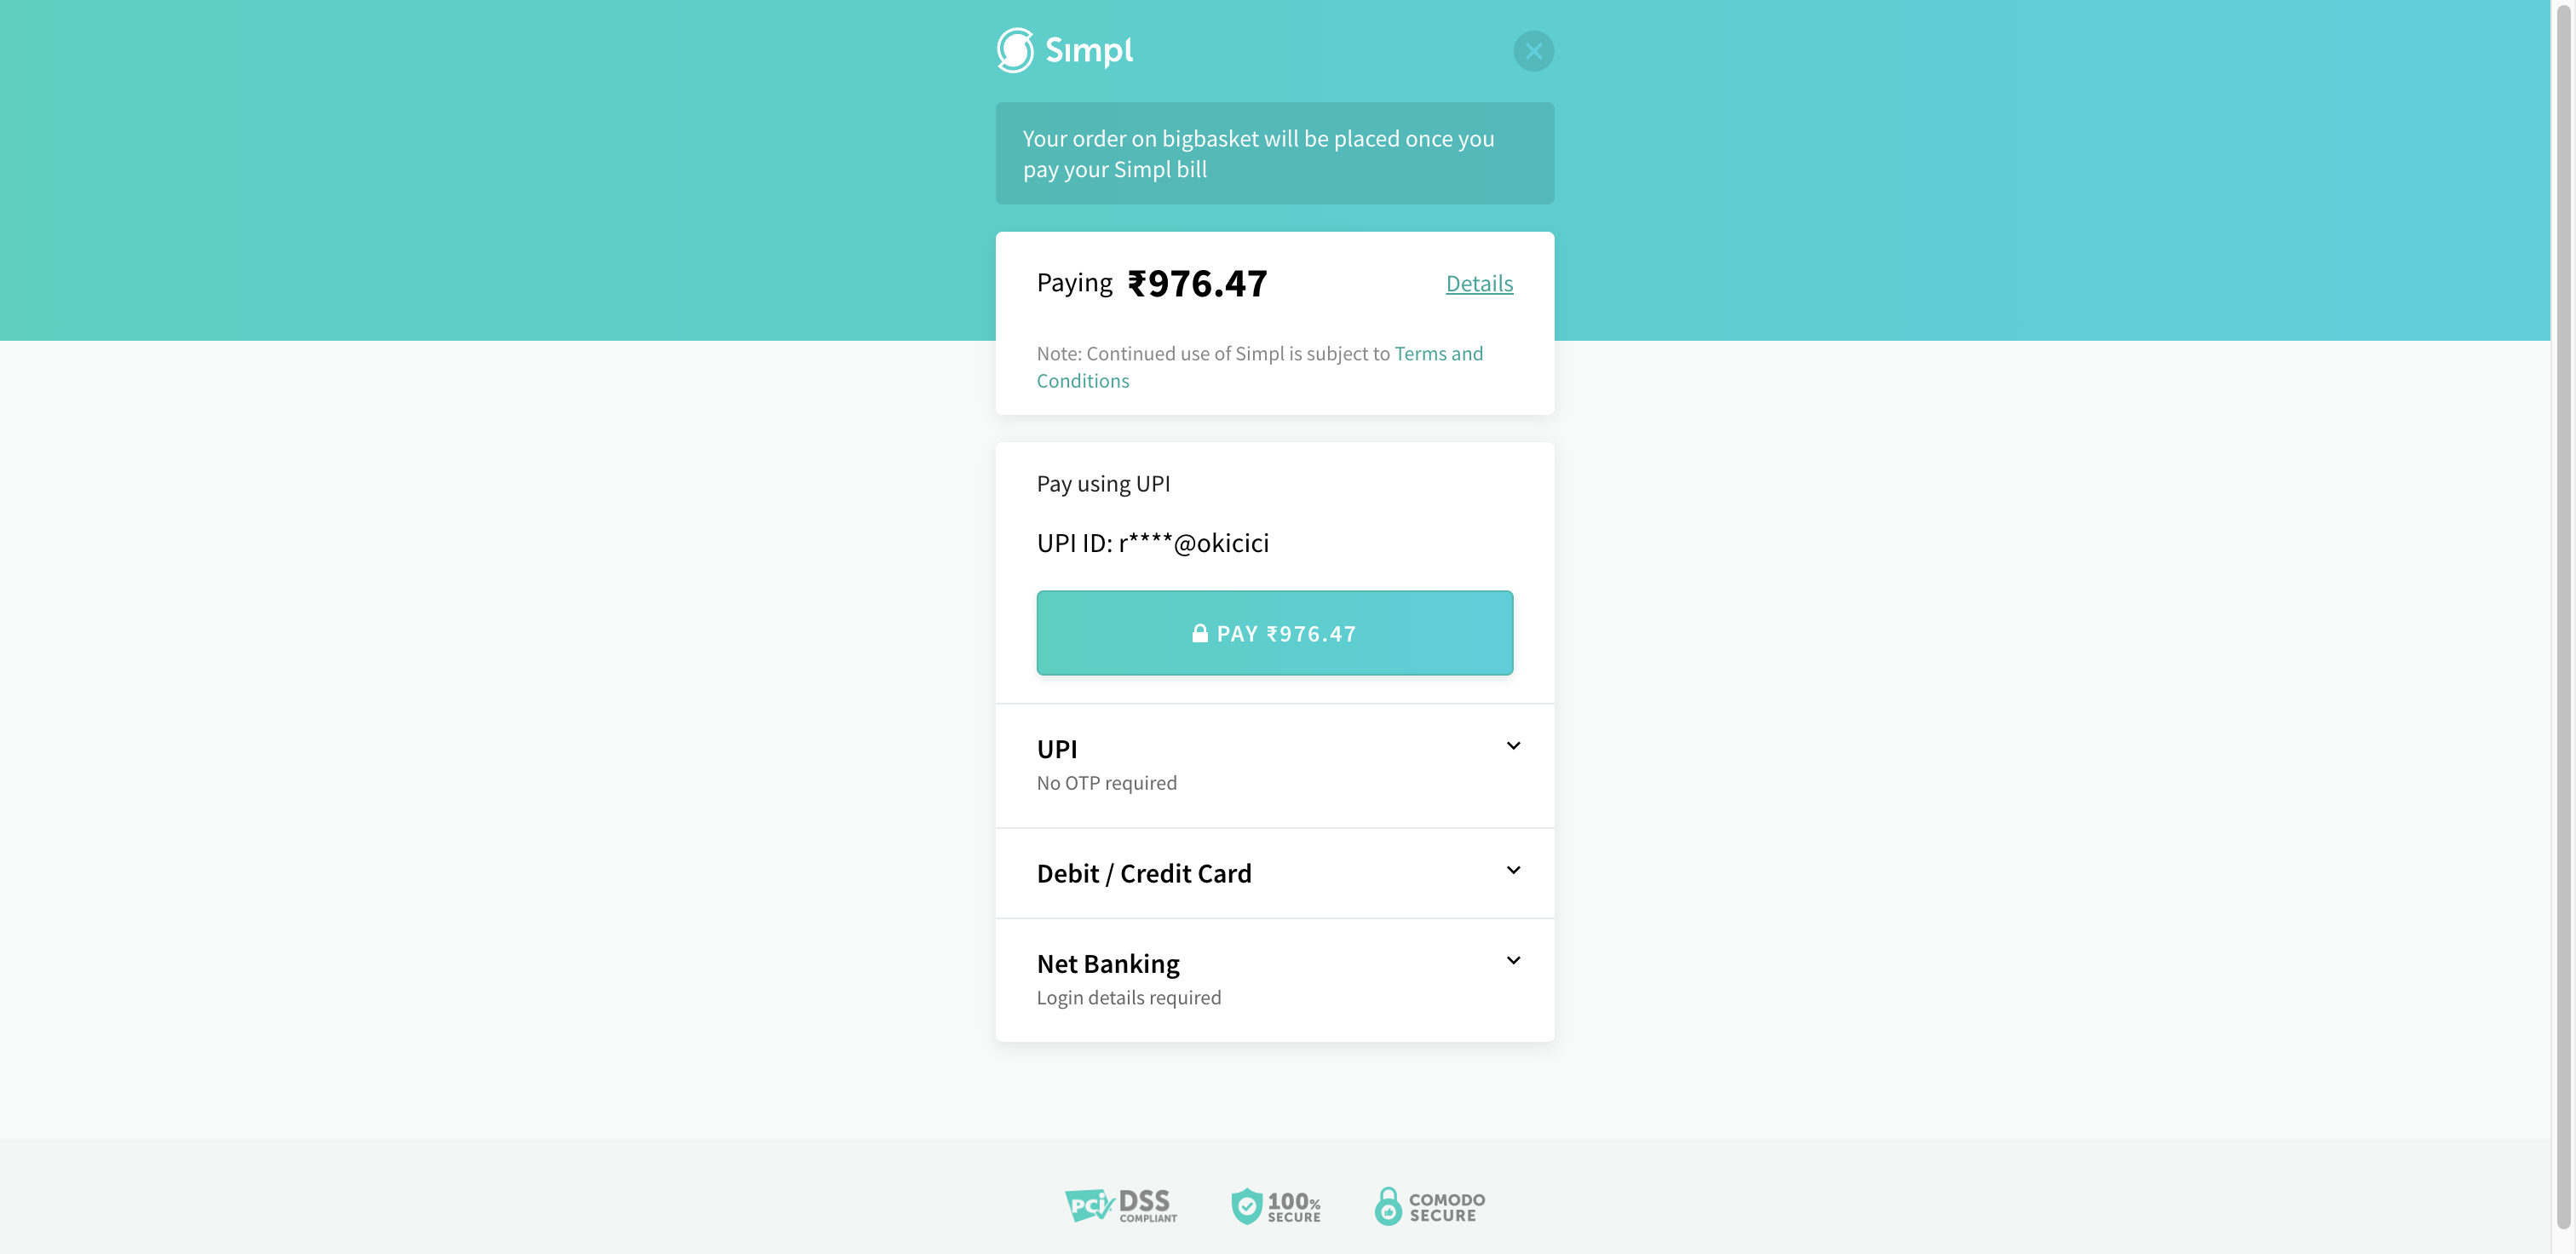 Simpl
Your order on bigbasket will be placed once you
pay your Simpl bill
Paying ₹976.47 Details
Note: Continued use of Simpl is subject to Terms and
Conditions
Pay using UPI
UPI ID: r****@okicici
PAY ₹976.47
UPI
No OTP required
Debit / Credit Card
Net Banking
Login details required
PCI DSS COMPLIANT
100% SECURE
COMODO SECURE